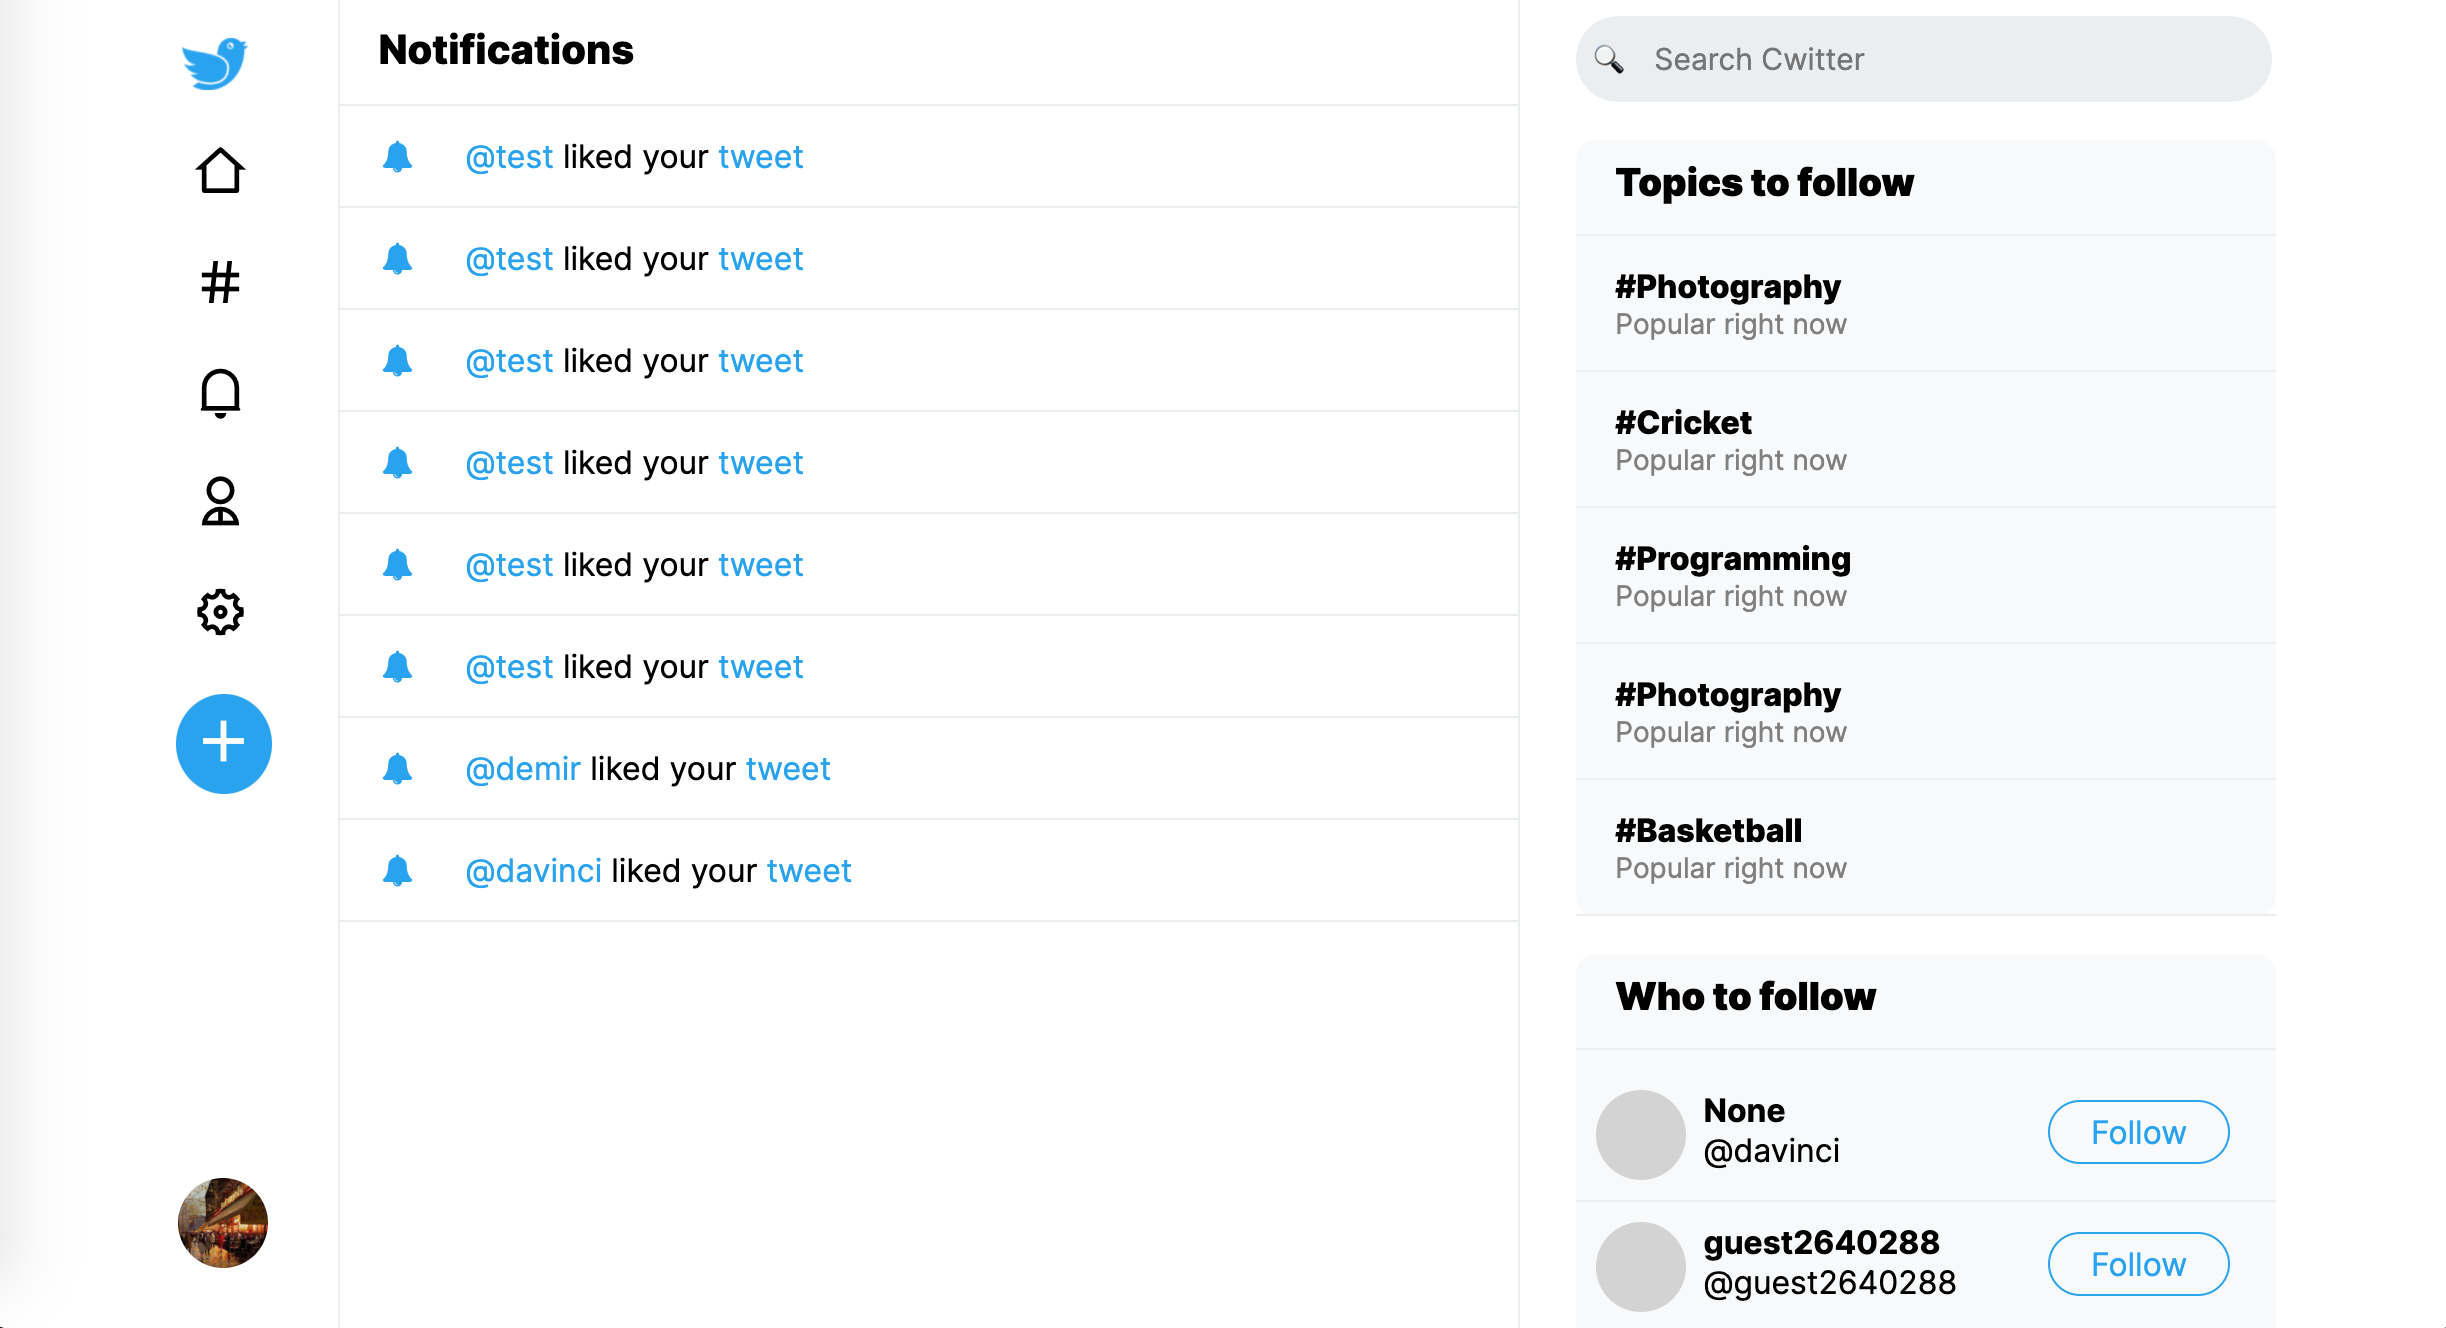 Notifications
@test liked your tweet
@test liked your tweet
@test liked your tweet
@test liked your tweet
@test liked your tweet
@test liked your tweet
@demir liked your tweet
@davinci liked your tweet
Search Cwitter
Topics to follow
#Photography
Popular right now
#Cricket
Popular right now
#Programming
Popular right now
#Photography
Popular right now
#Basketball
Popular right now
Who to follow
None
@davinci
Follow
guest2640288
@guest2640288
Follow